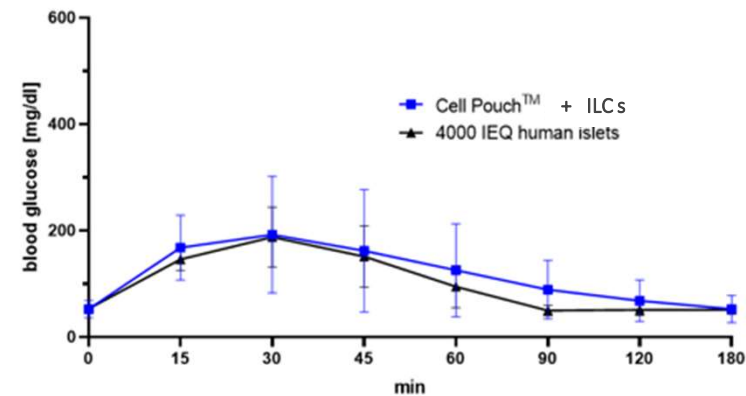 600
400
200
0
blood glucose [mg/dl]
Cell Pouch™ + ILCs
4000 IEQ human islets
0 15 30 45 60 90 120 180
min